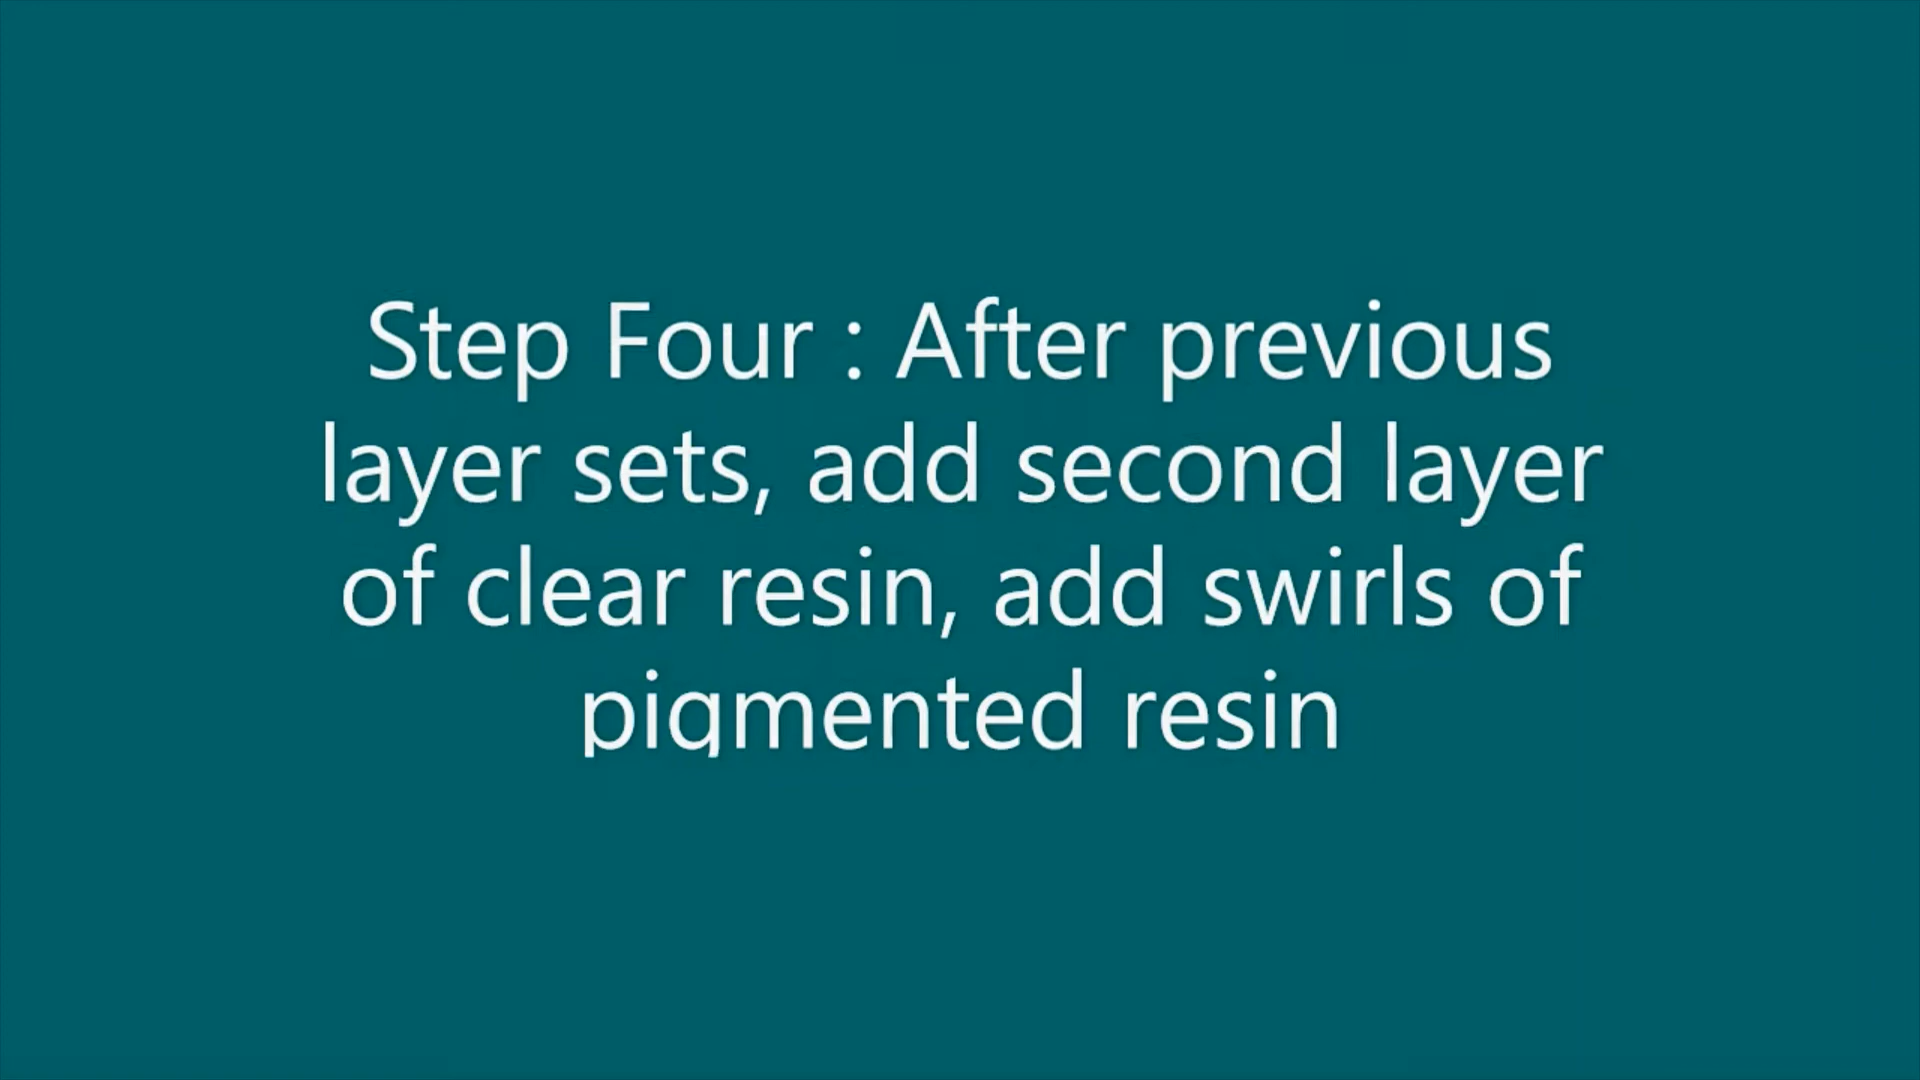 Step Four : After previous
layer sets, add second layer
of clear resin, add swirls of
pigmented resin